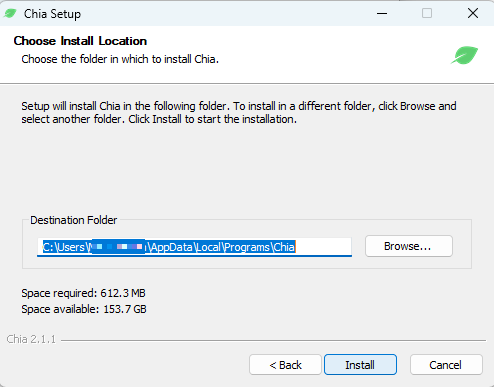 Chia Setup
Choose Install Location
Choose the folder in which to install Chia.
Setup will install Chia in the following folder. To install in a different folder, click Browse and
select another folder. Click Install to start the installation.
Destination Folder
C:\Users\ \AppData\Local\Programs\Chia
Browse...
Space required: 612.3 MB
Space available: 153.7 GB
Chia 2.1.1
< Back
Install
Cancel